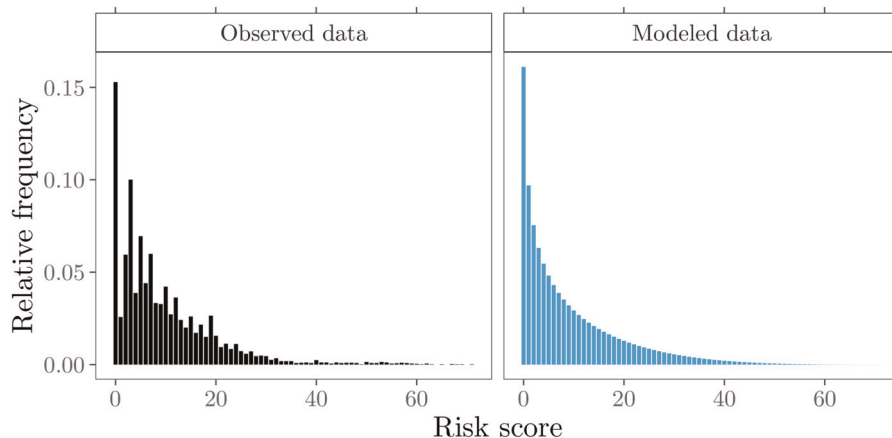 Observed data
Modeled data
Relative frequency
0.15
0.10
0.05
0.00
0 20 40 60
0 20 40 60
Risk score